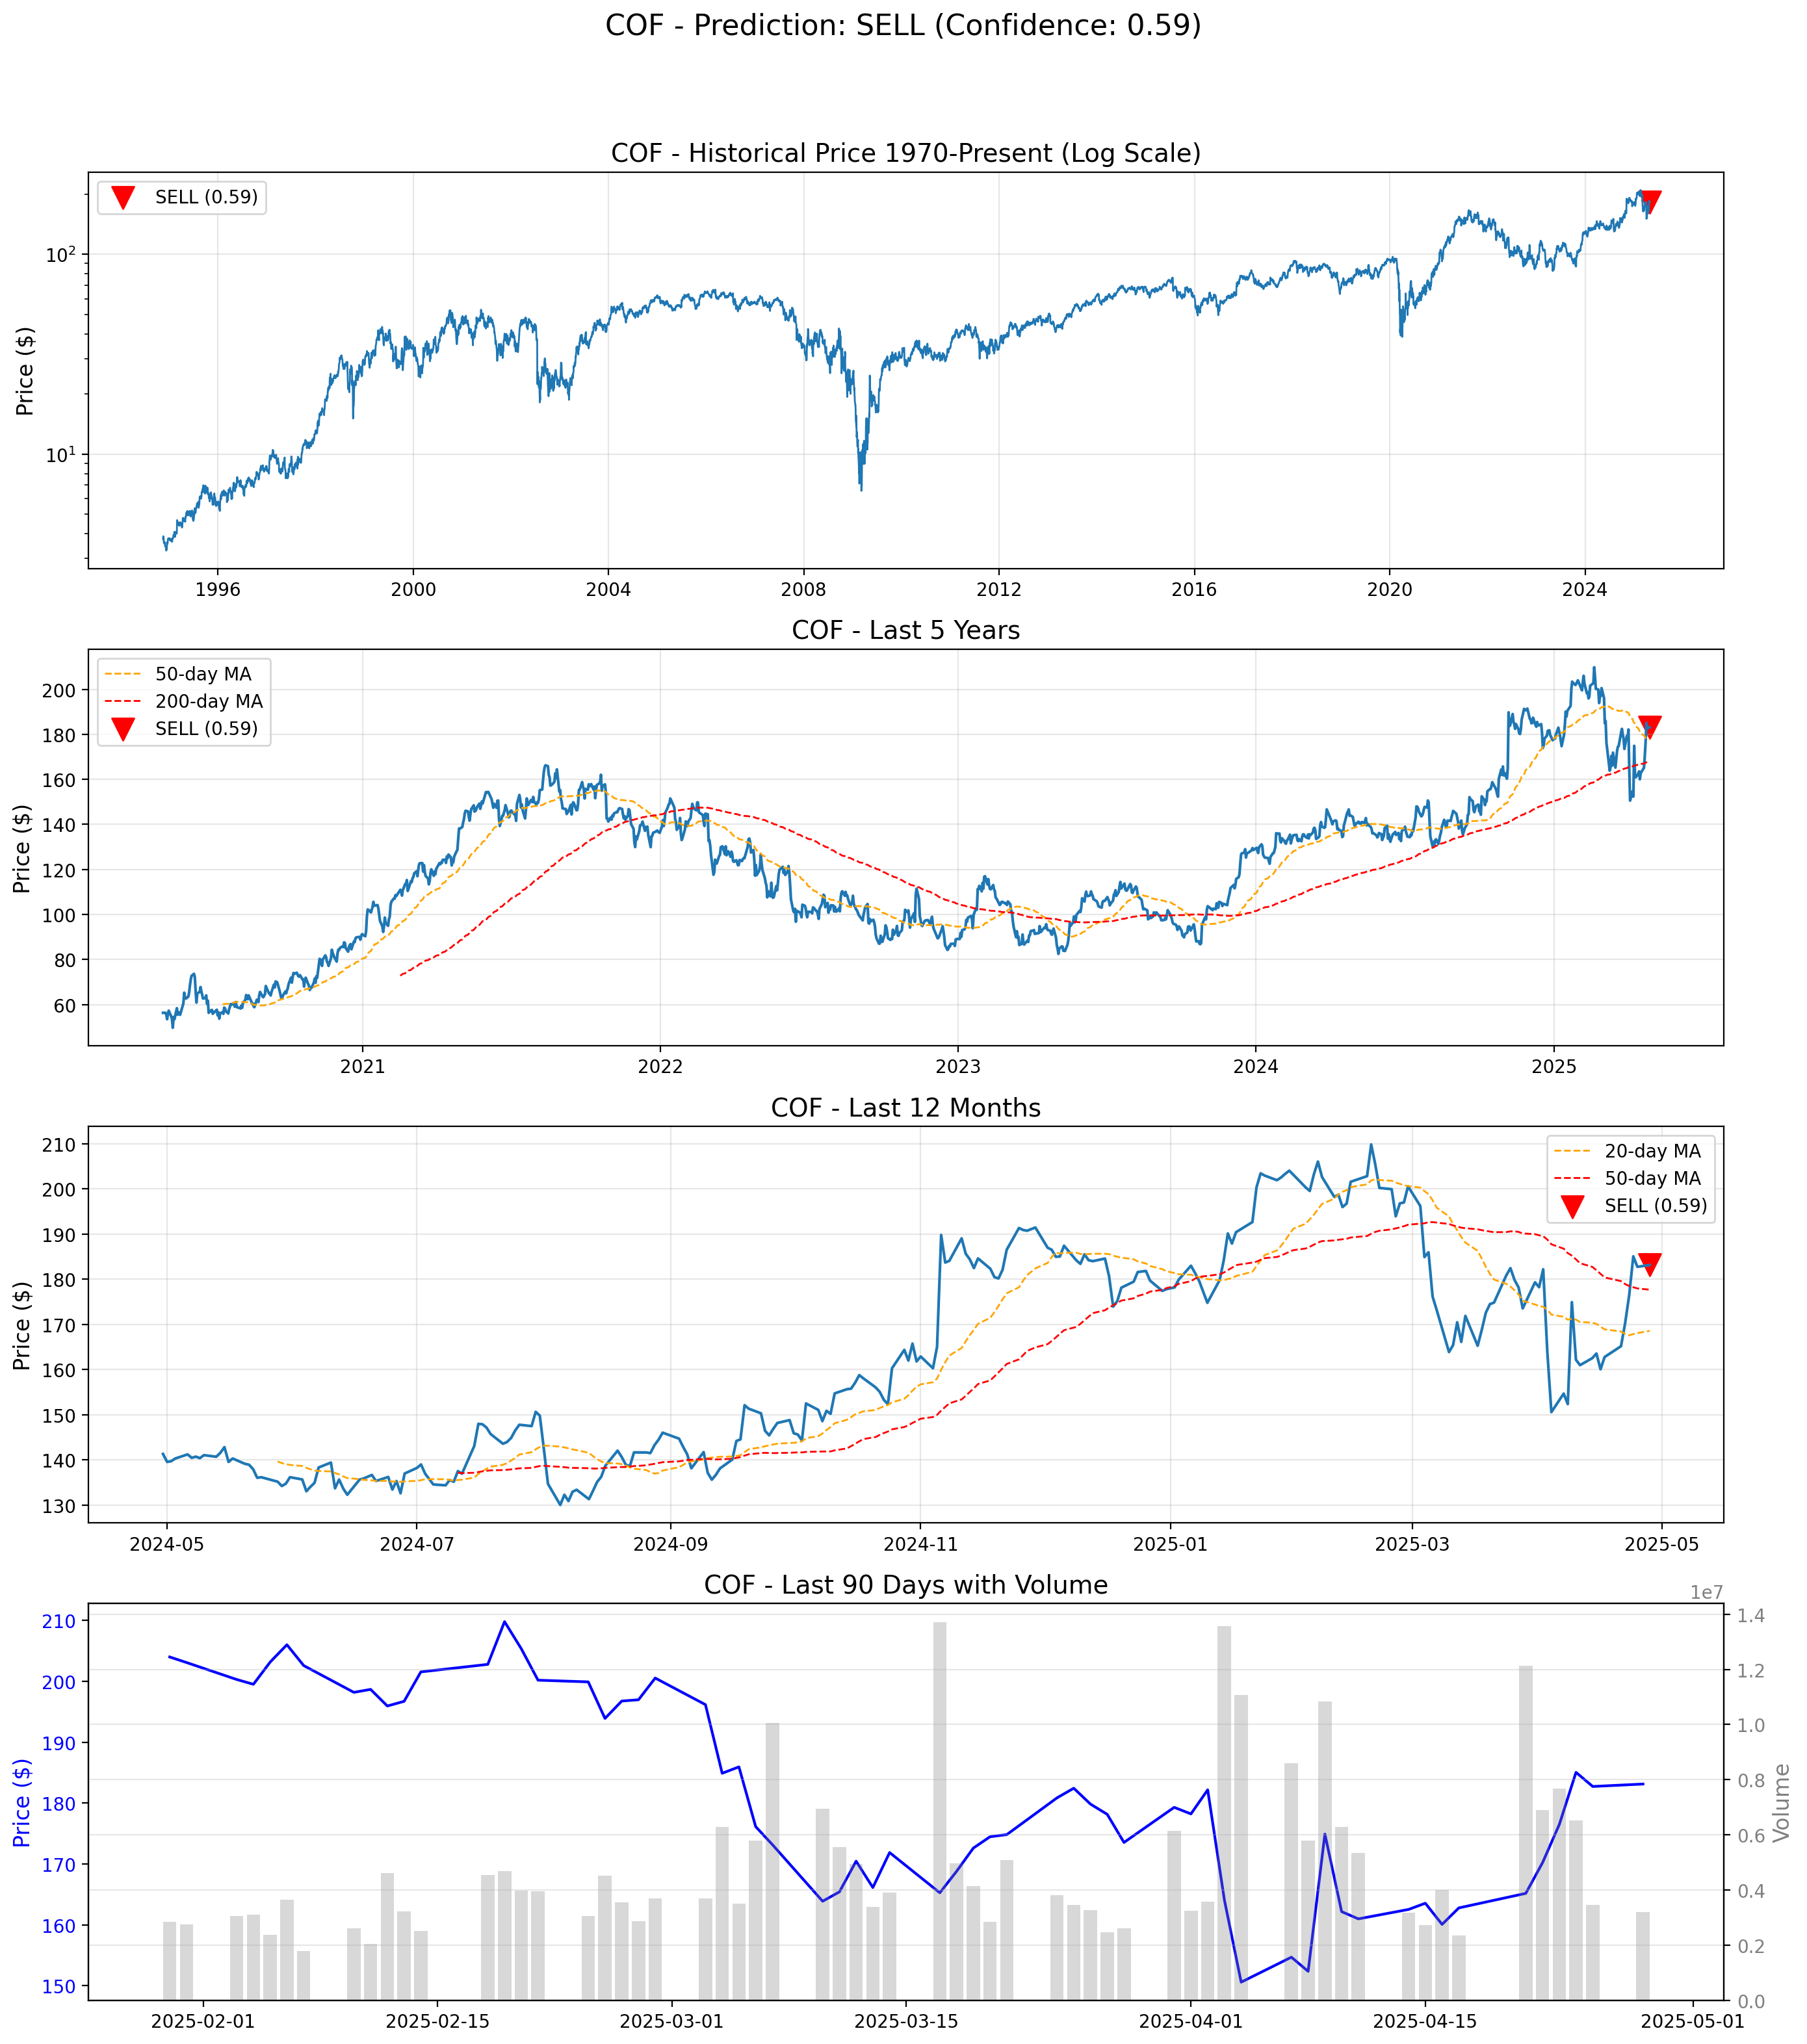 COF - Prediction: SELL (Confidence: 0.59)
COF - Historical Price 1970-Present (Log Scale)
SELL (0.59)
Price ($)
10²
10¹
1996 2000 2004 2008 2012 2016 2020 2024
COF - Last 5 Years
50-day MA
200-day MA
SELL (0.59)
Price ($)
200
180
160
140
120
100
80
60
2021 2022 2023 2024 2025
COF - Last 12 Months
20-day MA
50-day MA
SELL (0.59)
Price ($)
210
200
190
180
170
160
150
140
130
2024-05 2024-07 2024-09 2024-11 2025-01 2025-03 2025-05
COF - Last 90 Days with Volume
1e7
Price ($)
210
200
190
180
170
160
150
1.4
1.2
1.0
0.8
0.6
0.4
0.2
0.0
Volume
2025-02-01 2025-02-15 2025-03-01 2025-03-15 2025-04-01 2025-04-15 2025-05-01